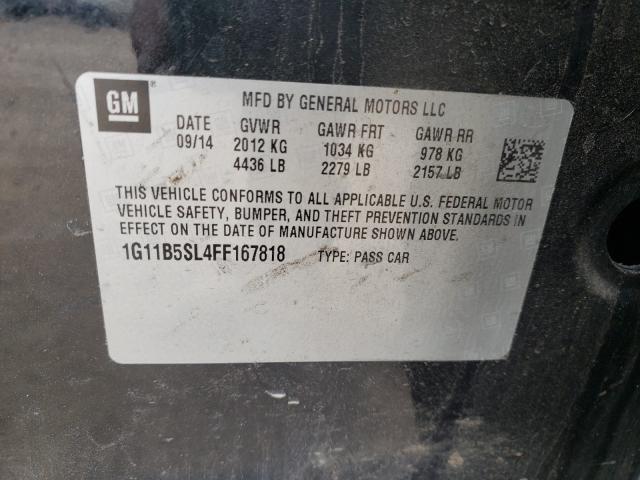 GM ® MFD BY GENERAL MOTORS LLC
DATE GVWR GAWR FRT GAWR RR
09/14 2012 KG 1034 KG 978 KG
4436 LB 2279 LB 2157 LB
THIS VEHICLE CONFORMS TO ALL APPLICABLE U.S. FEDERAL MOTOR
VEHICLE SAFETY, BUMPER, AND THEFT PREVENTION STANDARDS IN
EFFECT ON THE DATE OF MANUFACTURE SHOWN ABOVE.
1G11B5SL4FF167818 TYPE: PASS CAR